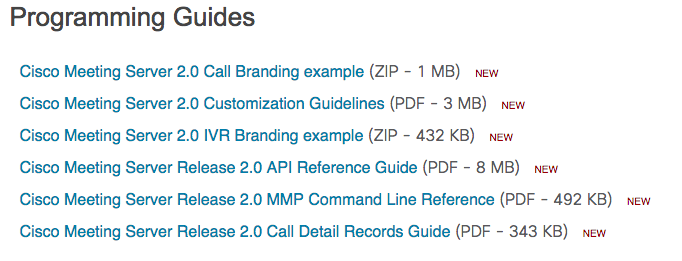 Programming Guides
Cisco Meeting Server 2.0 Call Branding example (ZIP - 1 MB) NEW
Cisco Meeting Server 2.0 Customization Guidelines (PDF - 3 MB) NEW
Cisco Meeting Server 2.0 IVR Branding example (ZIP - 432 KB) NEW
Cisco Meeting Server Release 2.0 API Reference Guide (PDF - 8 MB) NEW
Cisco Meeting Server Release 2.0 MMP Command Line Reference (PDF - 492 KB) NEW
Cisco Meeting Server Release 2.0 Call Detail Records Guide (PDF - 343 KB) NEW